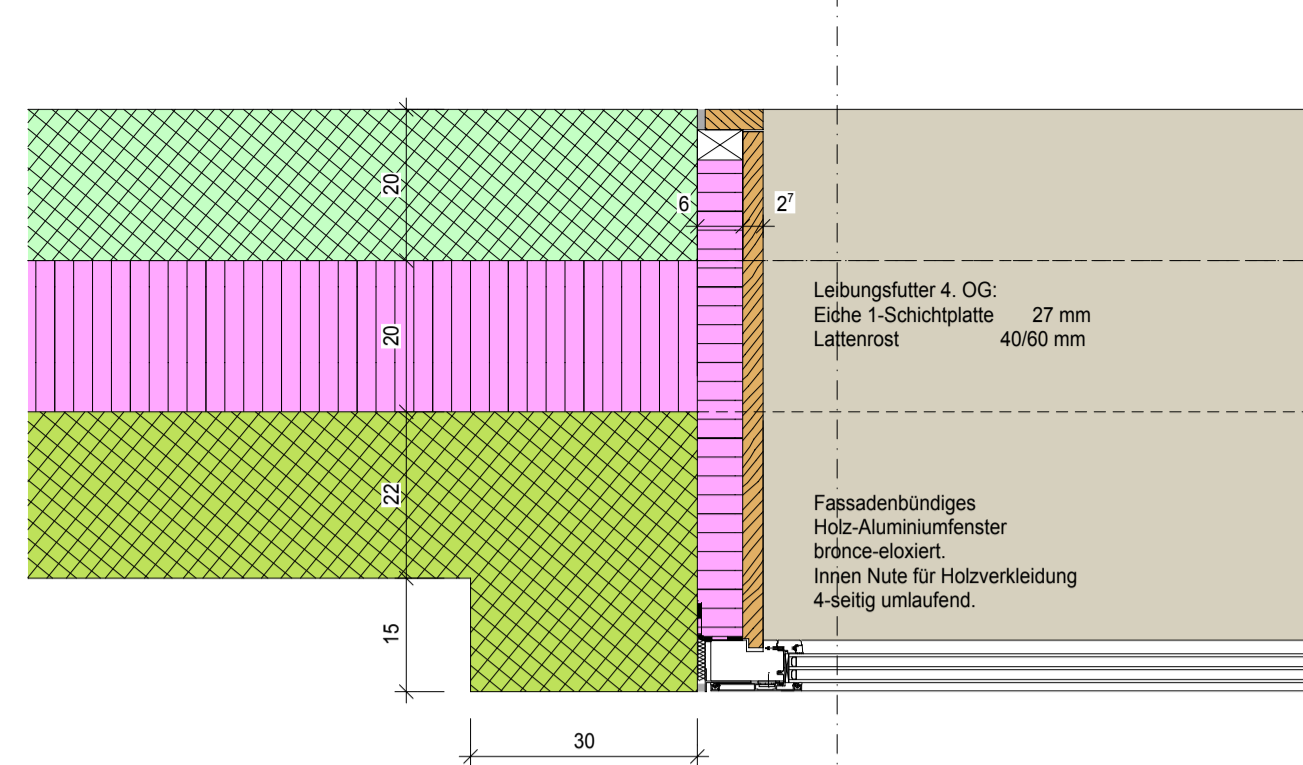 20
6
2⁷
Leibungsfutter 4. OG:
Eiche 1-Schichtplatte 27 mm
Lattenrost 40/60 mm
20
22
Fassadenbündiges
Holz-Aluminiumfenster
bronce-eloxiert.
Innen Nute für Holzverkleidung
4-seitig umlaufend.
15
30